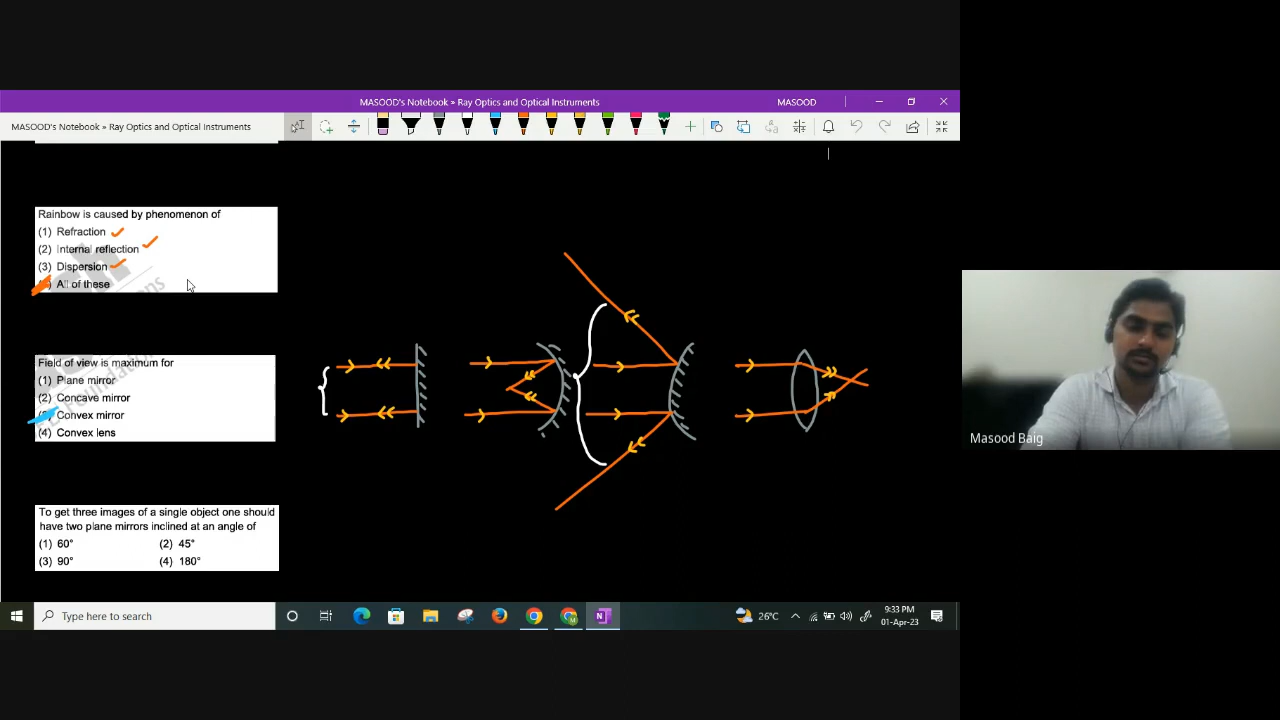 MASOOD's Notebook » Ray Optics and Optical Instruments
MASOOD
MASOOD's Notebook » Ray Optics and Optical Instruments
Rainbow is caused by phenomenon of
(1) Refraction
(2) Internal reflection
(3) Dispersion
All of these
Field of view is maximum for
(1) Plane mirror
(2) Concave mirror
Convex mirror
(4) Convex lens
To get three images of a single object one should
have two plane mirrors inclined at an angle of
(1) 60° (2) 45°
(3) 90° (4) 180°
Masood Baig
Type here to search
26°C
9:33 PM
01-Apr-23